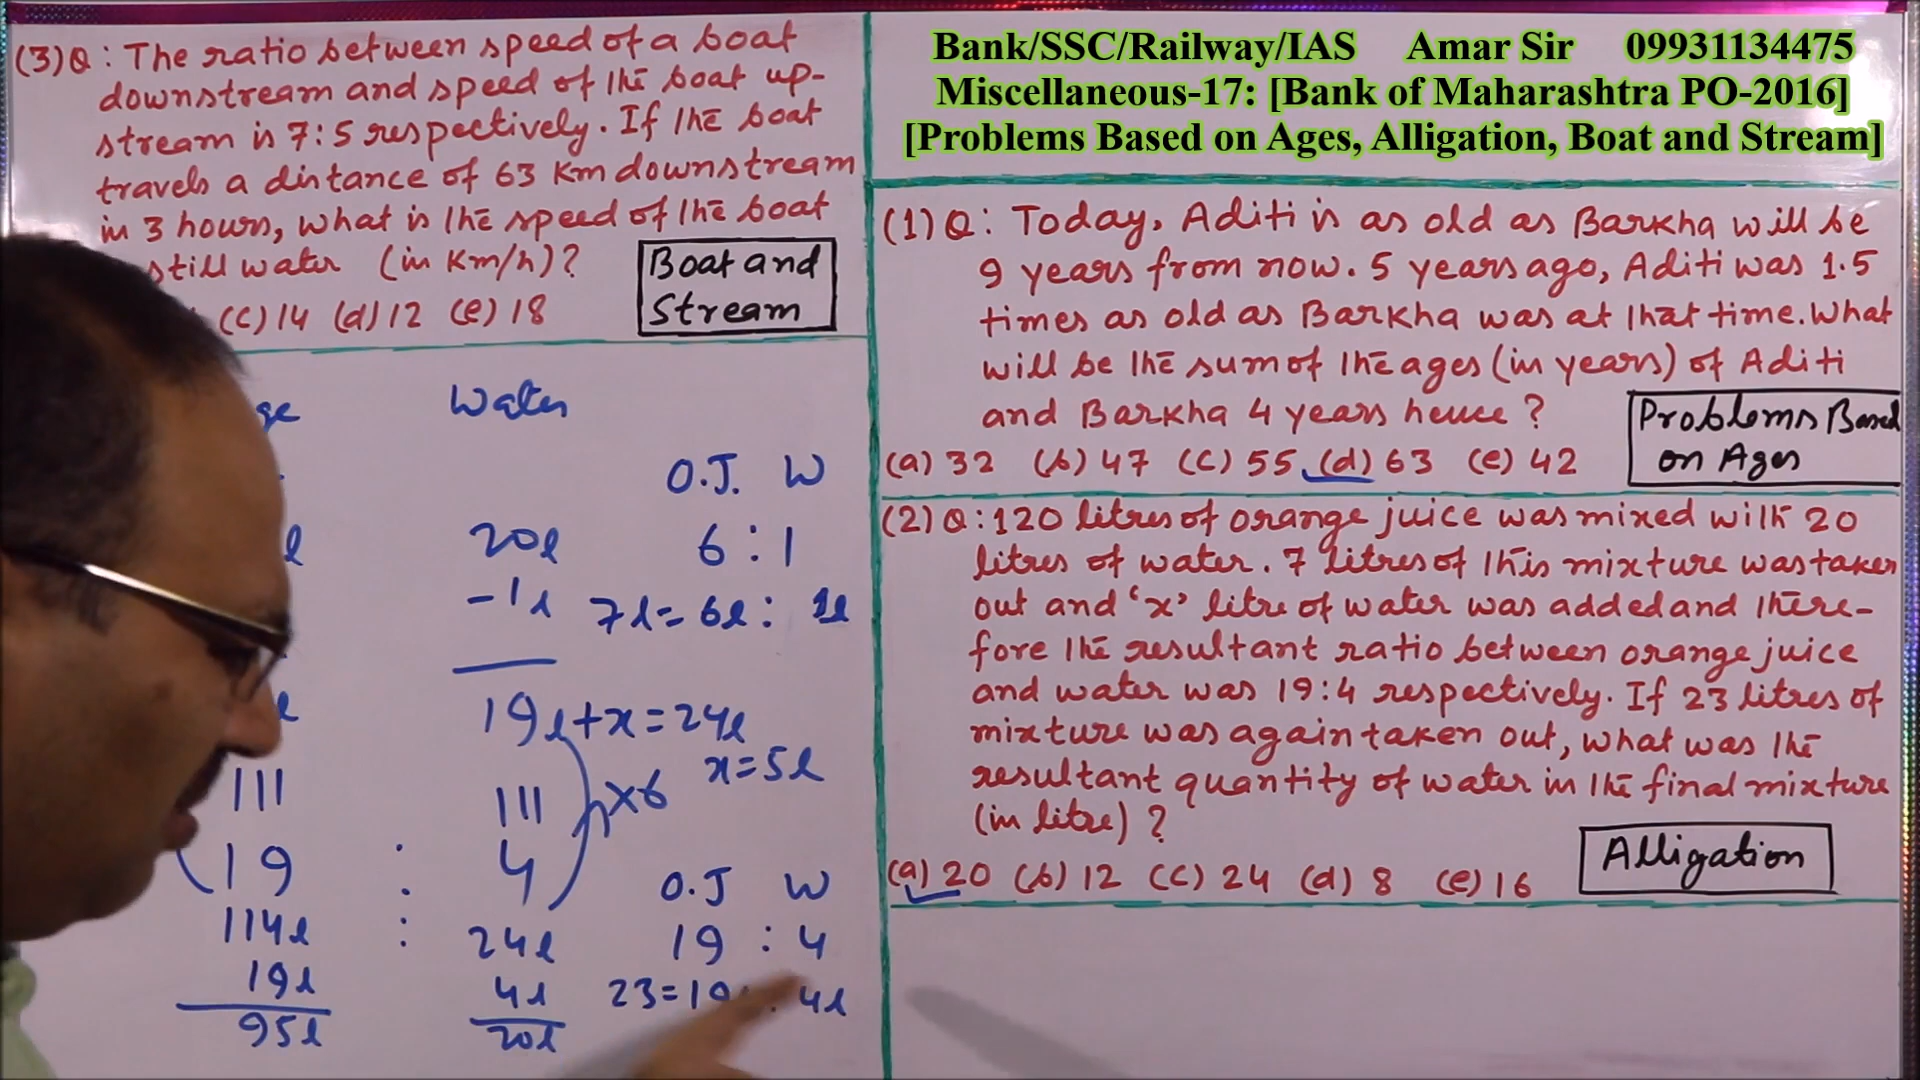 Bank/SSC/Railway/IAS Amar Sir 09931134475
Miscellaneous-17: [Bank of Maharashtra PO-2016]
[Problems Based on Ages, Alligation, Boat and Stream]
(3) Q: The ratio between speed of a boat
downstream and speed of the boat up-
stream is 7:5 respectively. If the boat
travels a distance of 63 Km downstream
in 3 hours, what is the speed of the boat
still water (in Km/h)?
(c) 14 (d) 12 (e) 18
Boat and
Stream
(1) Q: Today, Aditi is as old as Barkha will be
9 years from now. 5 years ago, Aditi was 1.5
times as old as Barkha was at that time. What
will be the sum of the ages (in years) of Aditi
and Barkha 4 years hence?
(a) 32 (b) 47 (c) 55 (d) 63 (e) 42
Problems Based
on Ages
(2) Q: 120 litres of orange juice was mixed with 20
litres of water. 7 litres of this mixture was taken
out and 'x' litre of water was added and there-
fore the resultant ratio between orange juice
and water was 19:4 respectively. If 23 litres of
mixture was again taken out, what was the
resultant quantity of water in the final mixture
(in litre)?
(a) 20 (b) 12 (c) 24 (d) 8 (e) 16
Alligation
ge Water
O.J. W
l 20l 6 : 1
-1l 7l = 6l : 1l
l 19l + x = 24l
x = 5l
111 111 x6
19 : 4 O.J W
114l : 24l 19 : 4
19l 4l 23 = 4l
95l 20l